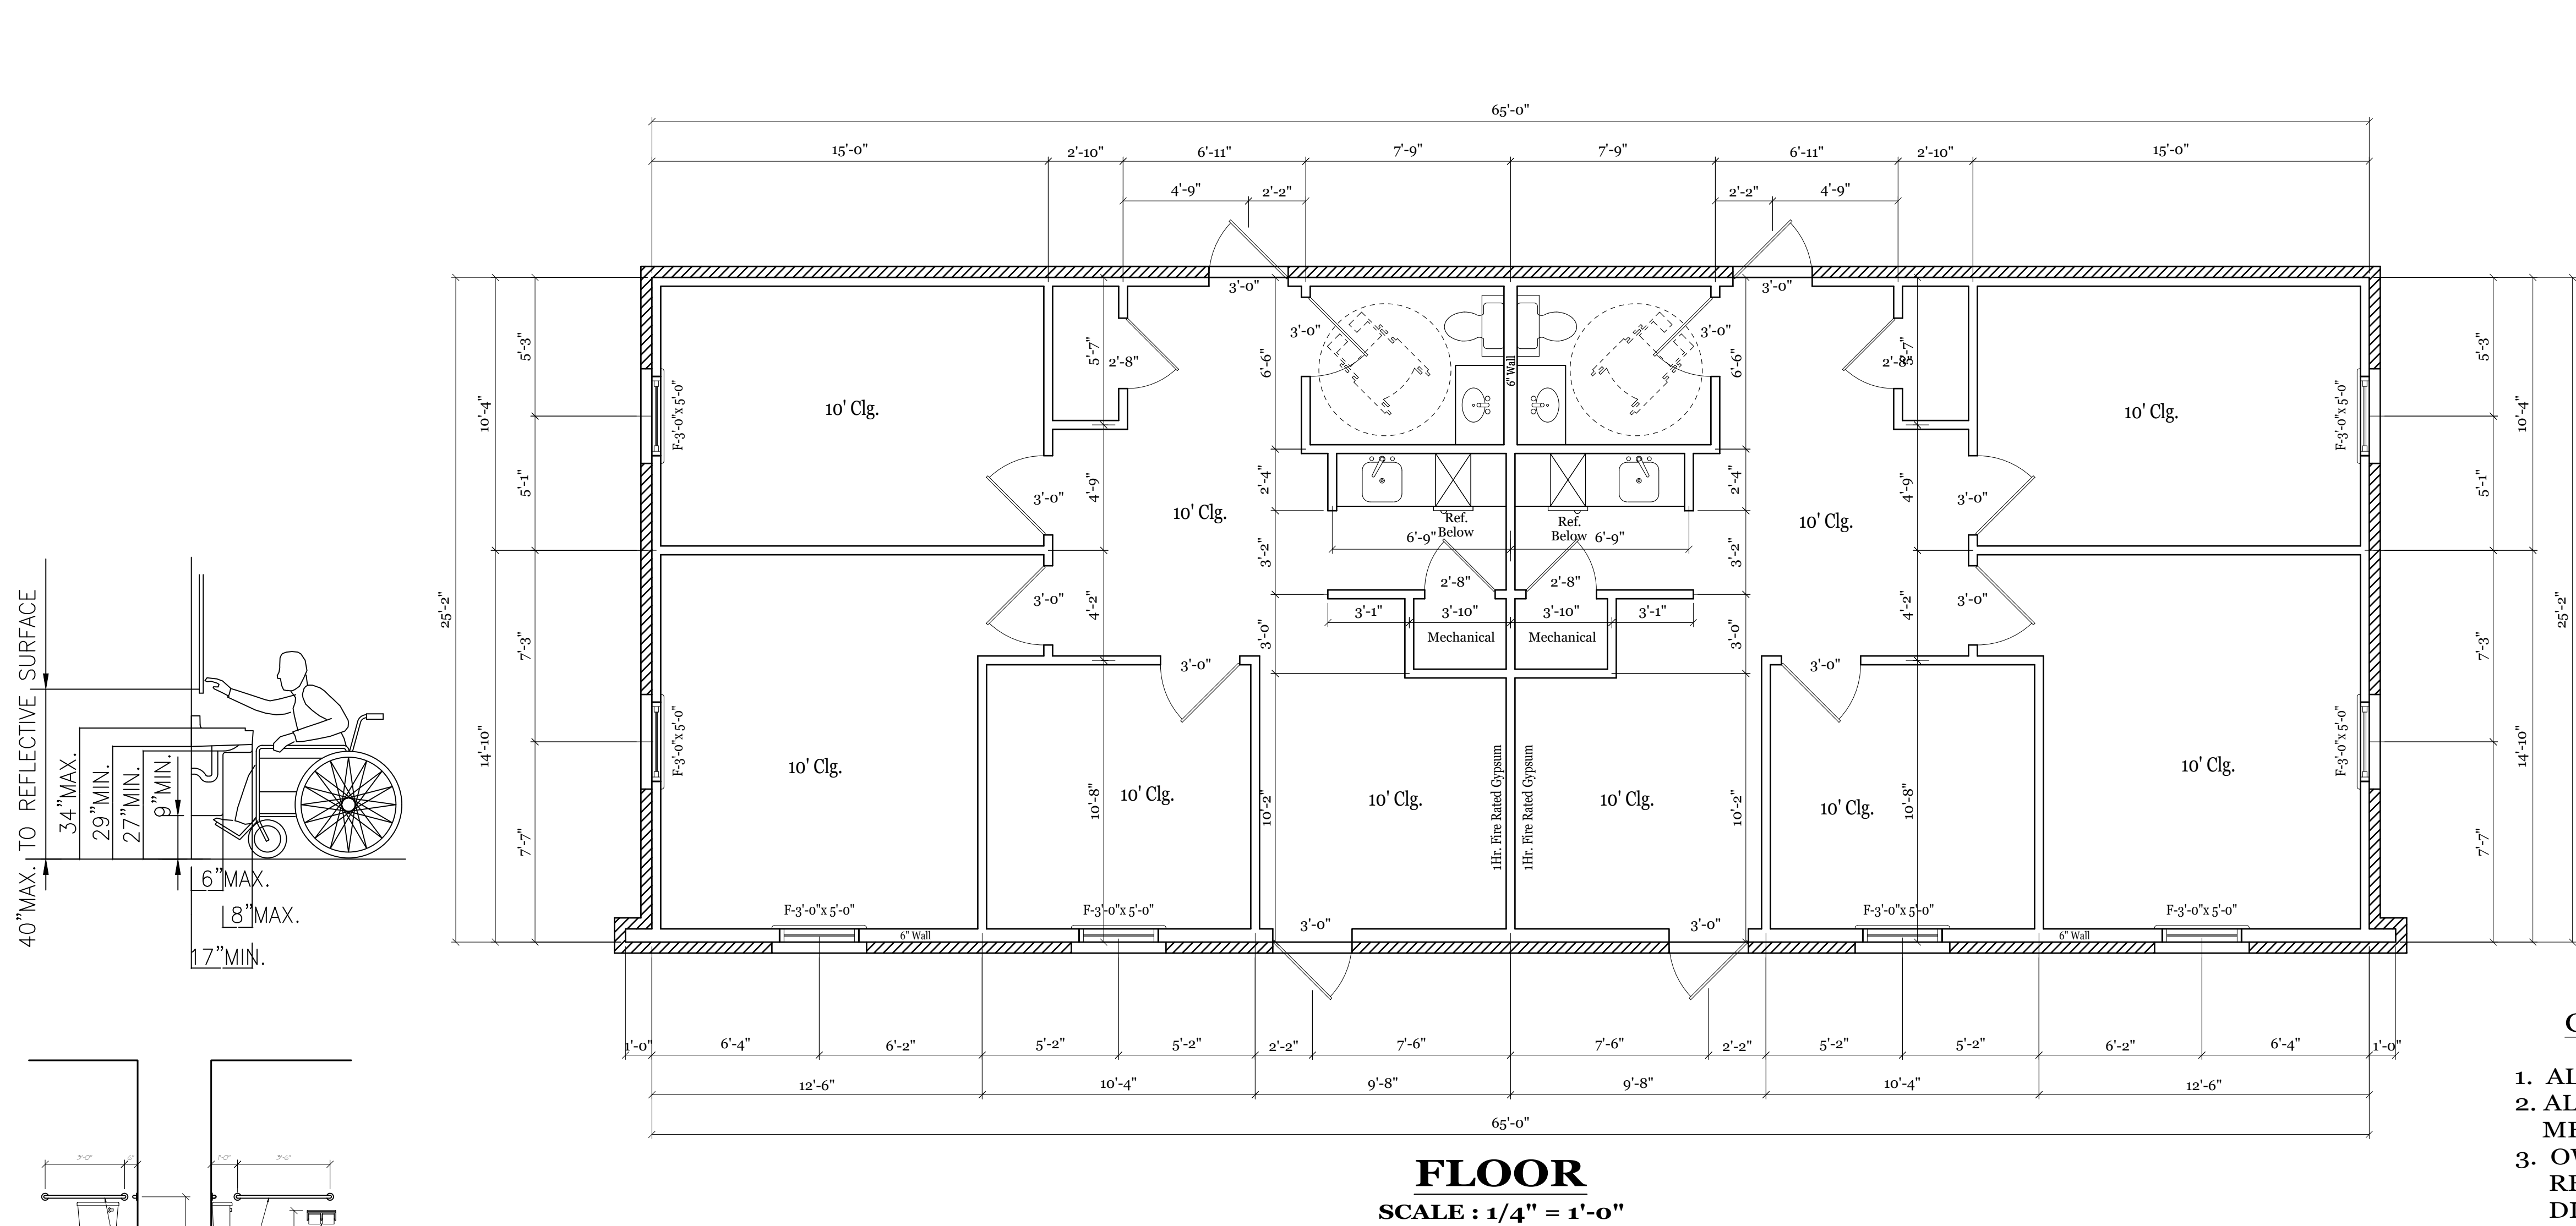 65'-0"
15'-0" 2'-10" 6'-11" 7'-9" 7'-9" 6'-11" 2'-10" 15'-0"
4'-9" 2'-2" 2'-2" 4'-9"
3'-0" 3'-0"
3'-0" 3'-0"
5'-3" 5'-7" 2'-8" 6'-6" 6" Wall 6'-6" 2'-8" 5'-3"
10'-4" F-3'-0"x 5'-0" 10' Clg. 10' Clg. F-3'-0"x 5'-0" 10'-4"
5'-1" 3'-0" 4'-9" 2'-4" 2'-4" 4'-9" 3'-0" 5'-1"
10' Clg. 10' Clg.
Ref. Ref.
Below Below
6'-9" 6'-9"
3'-2" 3'-2"
2'-8" 2'-8"
25'-2" 3'-0" 4'-2" 4'-2" 3'-0" 25'-2"
3'-1" 3'-10" 3'-10" 3'-1"
Mechanical Mechanical
7'-3" 3'-0" 3'-0" 7'-3"
3'-0" 3'-0"
14'-10" F-3'-0"x 5'-0" F-3'-0"x 5'-0" 14'-10"
10' Clg. 10' Clg.
10'-8" 10' Clg. 10'-2" 10' Clg. 1Hr. Fire Rated Gypsum 1Hr. Fire Rated Gypsum 10' Clg. 10'-2" 10' Clg. 10'-8"
7'-7" 7'-7"
F-3'-0"x 5'-0" F-3'-0"x 5'-0" F-3'-0"x 5'-0" F-3'-0"x 5'-0"
3'-0" 3'-0"
6" Wall 6" Wall
1'-0" 6'-4" 6'-2" 5'-2" 5'-2" 2'-2" 7'-6" 7'-6" 2'-2" 5'-2" 5'-2" 6'-2" 6'-4" 1'-0"
12'-6" 10'-4" 9'-8" 9'-8" 10'-4" 12'-6"
65'-0"
FLOOR
SCALE : 1/4" = 1'-0"
40"MAX. TO REFLECTIVE SURFACE
34"MAX.
29"MIN.
27"MIN.
9"MIN.
6"MAX.
8"MAX.
17"MIN.
1.
2.
3.